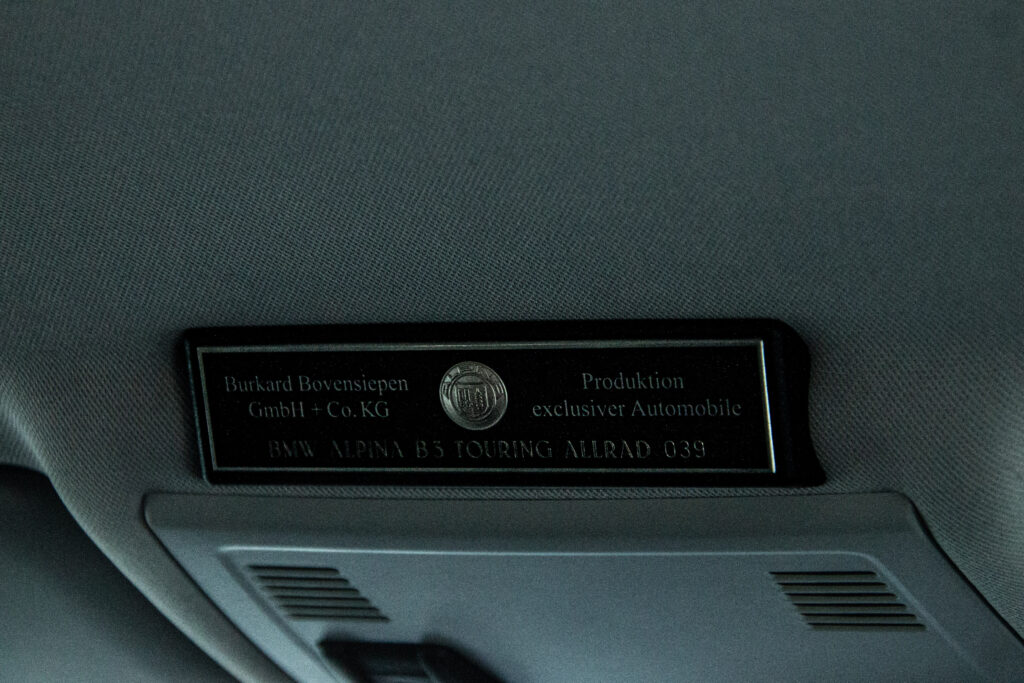 Burkard Bovensiepen
GmbH + Co. KG
Produktion
exclusiver Automobile
BMW ALPINA B3 TOURING ALLRAD 039